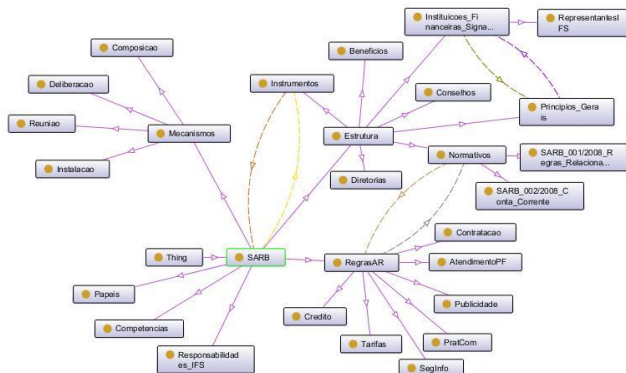 Instituicoes_Fi
nanceiras_Signa...
RepresentantesI
FS
Composicao
Beneficios
Deliberacao
Instrumentos
Conselhos
Principios_Gera
is
Reuniao
Mecanismos
Estrutura
Normativos
SARB_001/2008_R
egras_Relaciona...
Instalacao
Diretorias
SARB_002/2008_C
onta_Corrente
Contratacao
Thing
SARB
RegrasAR
AtendimentoPF
Papeis
Publicidade
Competencias
Credito
Responsabilidad
es_IFS
Tarifas
PratCom
SegInfo